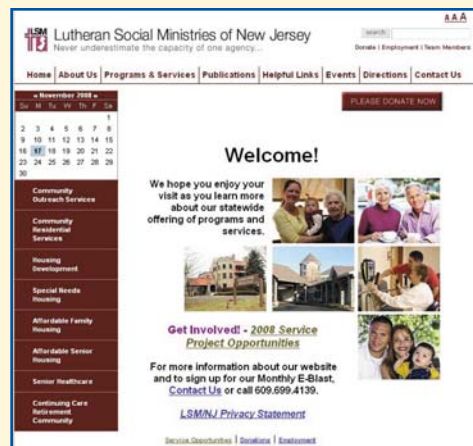 A A A
LSM
NJ
Lutheran Social Ministries of New Jersey
Never underestimate the capacity of one agency...
search
Donate | Employment | Team Members
Home | About Us | Programs & Services | Publications | Helpful Links | Events | Directions | Contact Us
« November 2008 »
Su M Tu W Th F Sa
1
2 3 4 5 6 7 8
9 10 11 12 13 14 15
16 17 18 19 20 21 22
23 24 25 26 27 28 29
30
PLEASE DONATE NOW
Community
Outreach Services
Community
Residential
Services
Housing
Development
Special Needs
Housing
Affordable Family
Housing
Affordable Senior
Housing
Senior Healthcare
Continuing Care
Retirement
Community
Welcome!
We hope you enjoy your
visit as you learn more
about our statewide
offering of programs and
services.
Get Involved! - 2008 Service
Project Opportunities
For more information about our website
and to sign up for our Monthly E-Blast,
Contact Us or call 609.699.4139.
LSM/NJ Privacy Statement
Service Opportunities | Donations | Employment